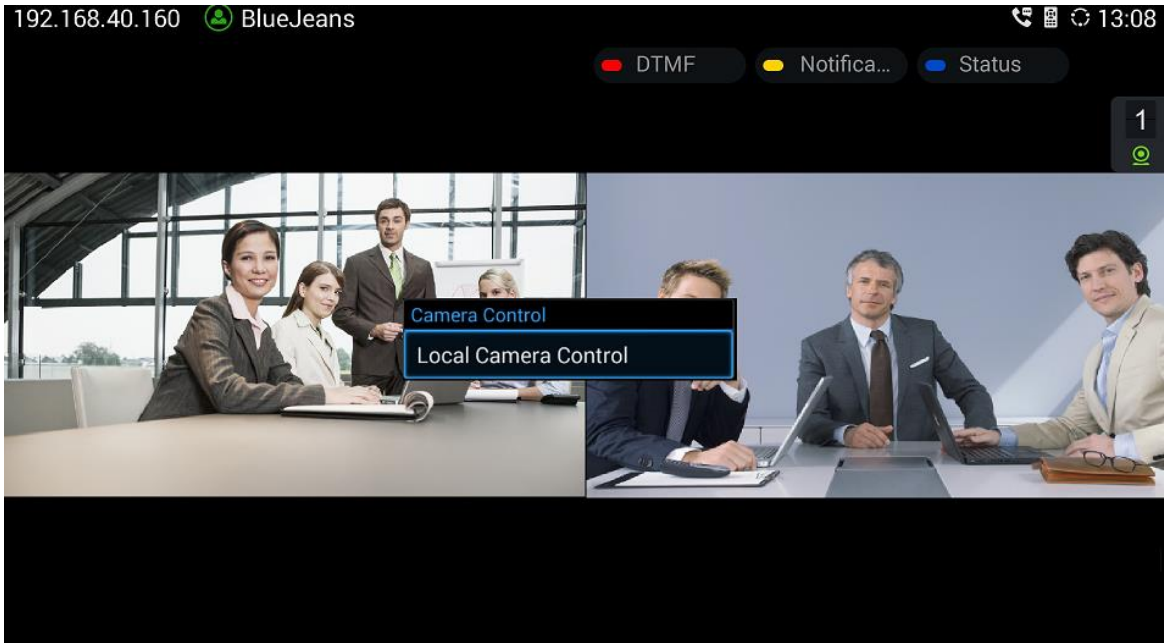 192.168.40.160 BlueJeans 13:08
DTMF Notifica... Status
1
Camera Control
Local Camera Control